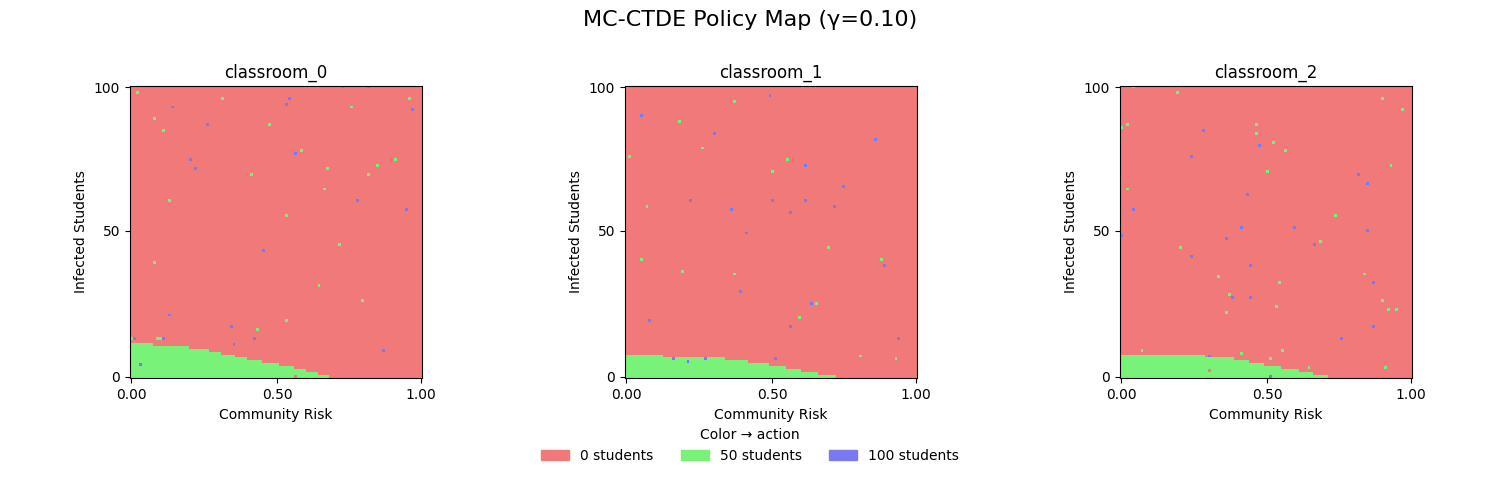 MC-CTDE Policy Map (γ=0.10)
classroom_0
classroom_1
classroom_2
100
50
0
Infected Students
0.00
0.50
1.00
Community Risk
100
50
0
Infected Students
0.00
0.50
1.00
Community Risk
100
50
0
Infected Students
0.00
0.50
1.00
Community Risk
Color → action
0 students
50 students
100 students